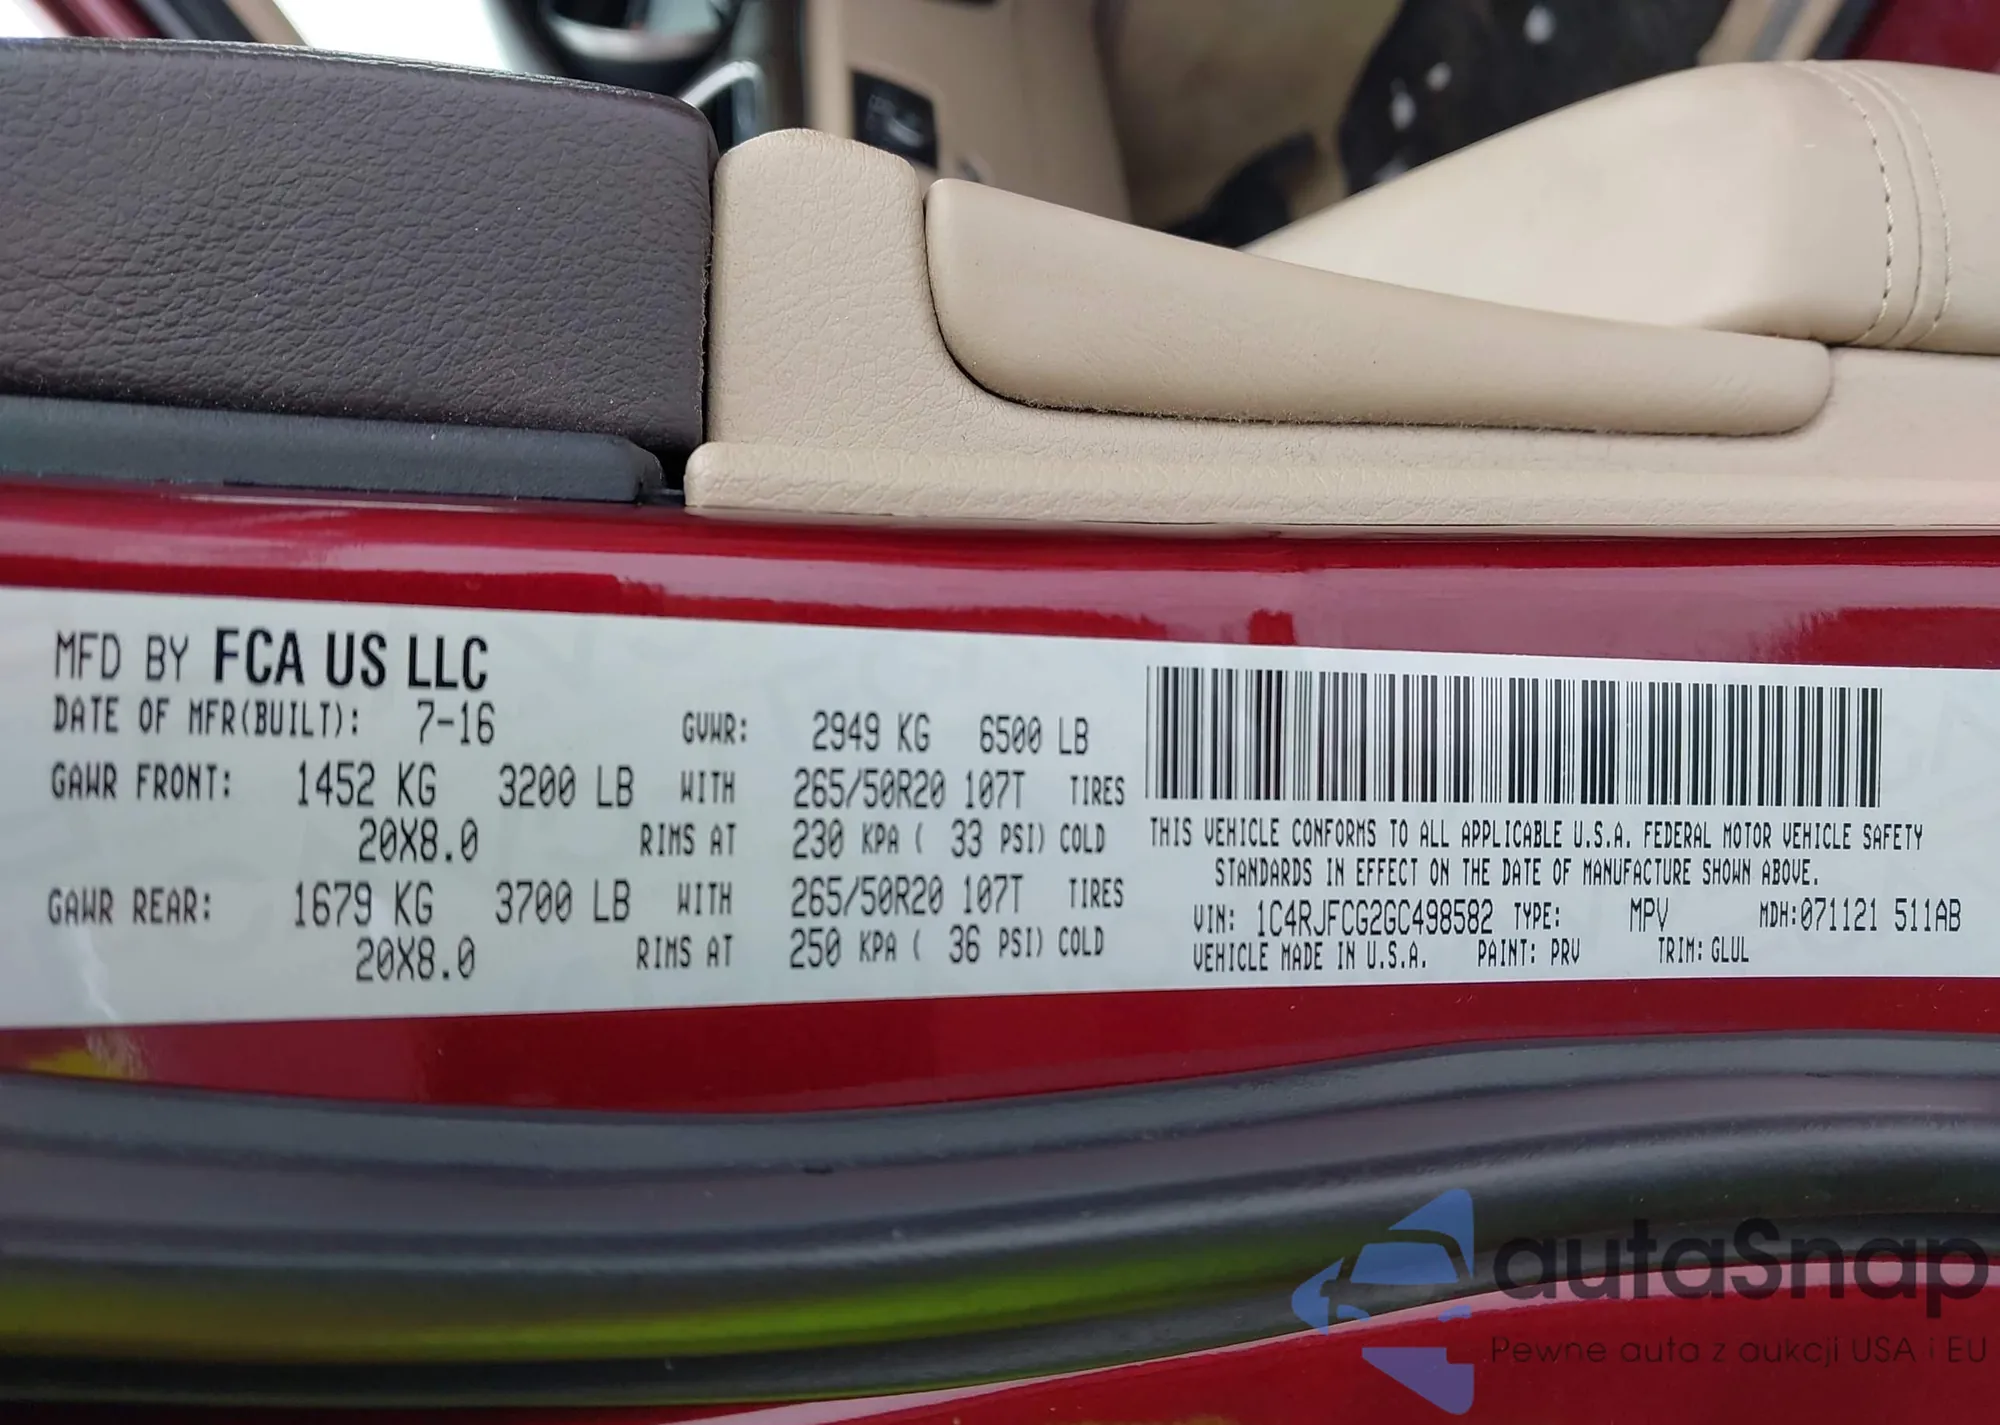 MFD BY FCA US LLC
DATE OF MFR(BUILT): 7-16 GVWR: 2949 KG 6500 LB
GAWR FRONT: 1452 KG 3200 LB WITH 265/50R20 107T TIRES
20X8.0 RIMS AT 230 KPA ( 33 PSI) COLD
GAWR REAR: 1679 KG 3700 LB WITH 265/50R20 107T TIRES
20X8.0 RIMS AT 250 KPA ( 36 PSI) COLD
THIS VEHICLE CONFORMS TO ALL APPLICABLE U.S.A. FEDERAL MOTOR VEHICLE SAFETY
STANDARDS IN EFFECT ON THE DATE OF MANUFACTURE SHOWN ABOVE.
VIN: 1C4RJFCG2GC498582 TYPE: MPV MDH:071121 511AB
VEHICLE MADE IN U.S.A. PAINT: PRV TRIM: GLUL
autaSnap
Pewne auta z aukcji USA i EU